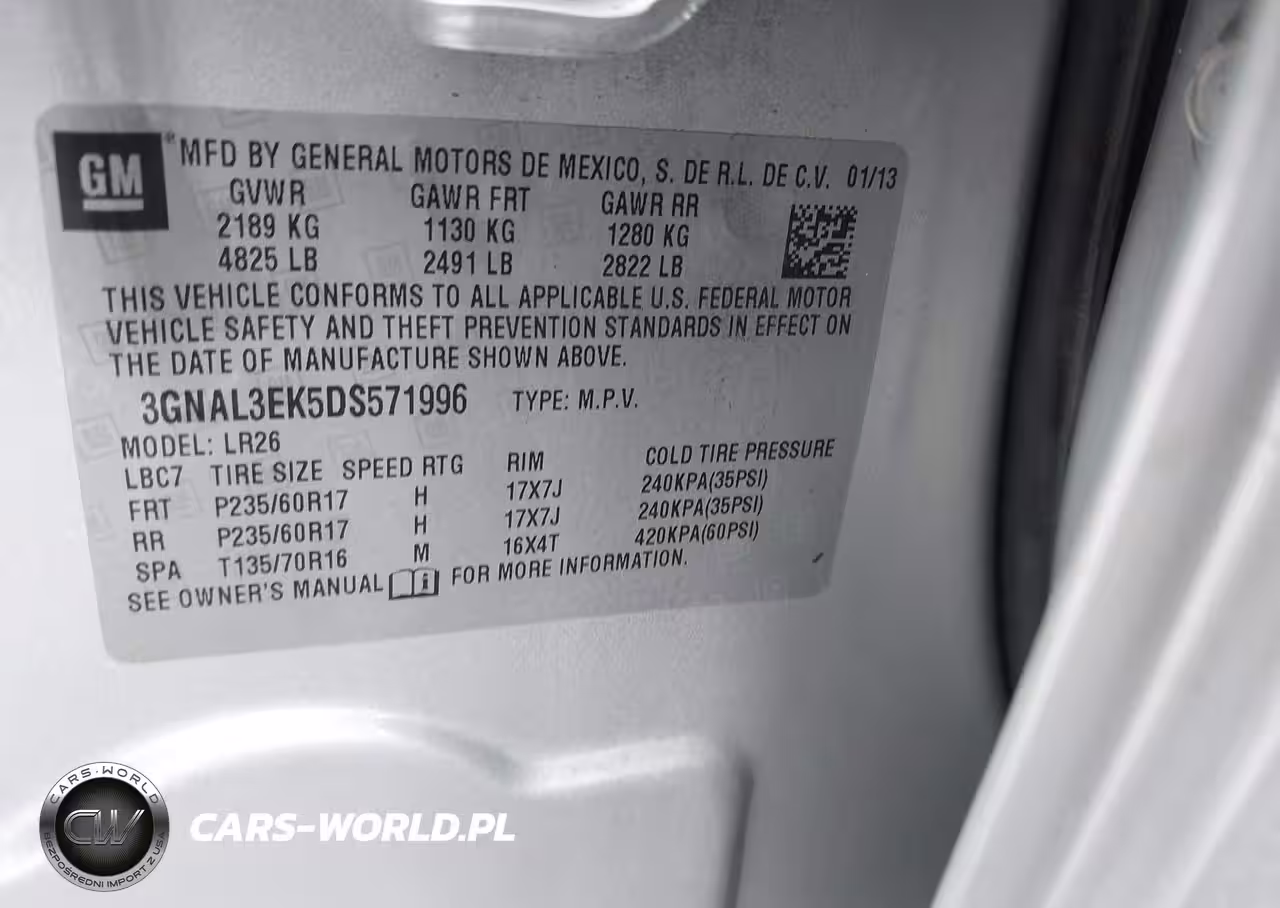 GM
® MFD BY GENERAL MOTORS DE MEXICO, S. DE R.L. DE C.V. 01/13
GVWR GAWR FRT GAWR RR
2189 KG 1130 KG 1280 KG
4825 LB 2491 LB 2822 LB
THIS VEHICLE CONFORMS TO ALL APPLICABLE U.S. FEDERAL MOTOR
VEHICLE SAFETY AND THEFT PREVENTION STANDARDS IN EFFECT ON
THE DATE OF MANUFACTURE SHOWN ABOVE.
3GNAL3EK5DS571996 TYPE: M.P.V.
MODEL: LR26
LBC7 TIRE SIZE SPEED RTG RIM COLD TIRE PRESSURE
FRT P235/60R17 H 17X7J 240KPA(35PSI)
RR P235/60R17 H 17X7J 240KPA(35PSI)
SPA T135/70R16 M 16X4T 420KPA(60PSI)
SEE OWNER'S MANUAL i FOR MORE INFORMATION.
CARS-WORLD
CW
BEZPOŚREDNI IMPORT Z USA
CARS-WORLD.PL